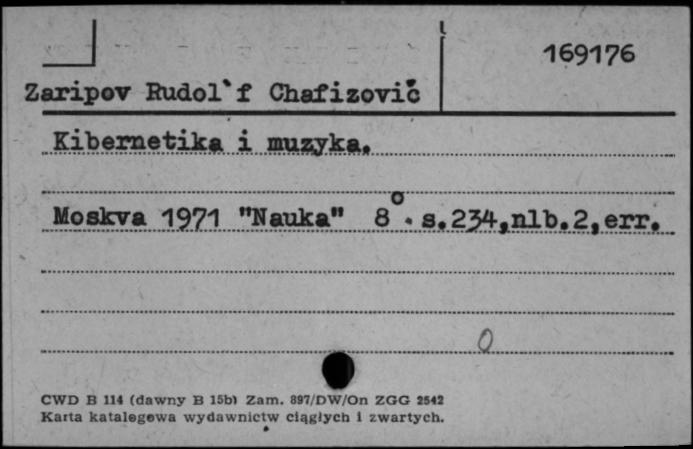 169176
Zaripov Rudol`f Chafizovič
Kibernetika i muzyka.
Moskva 1971 "Nauka" 8°. s.234,nlb.2,err.
0
CWD B 114 (dawny B 15b) Zam. 897/DW/On ZGG 2542
Karta katalogowa wydawnictw ciągłych i zwartych.